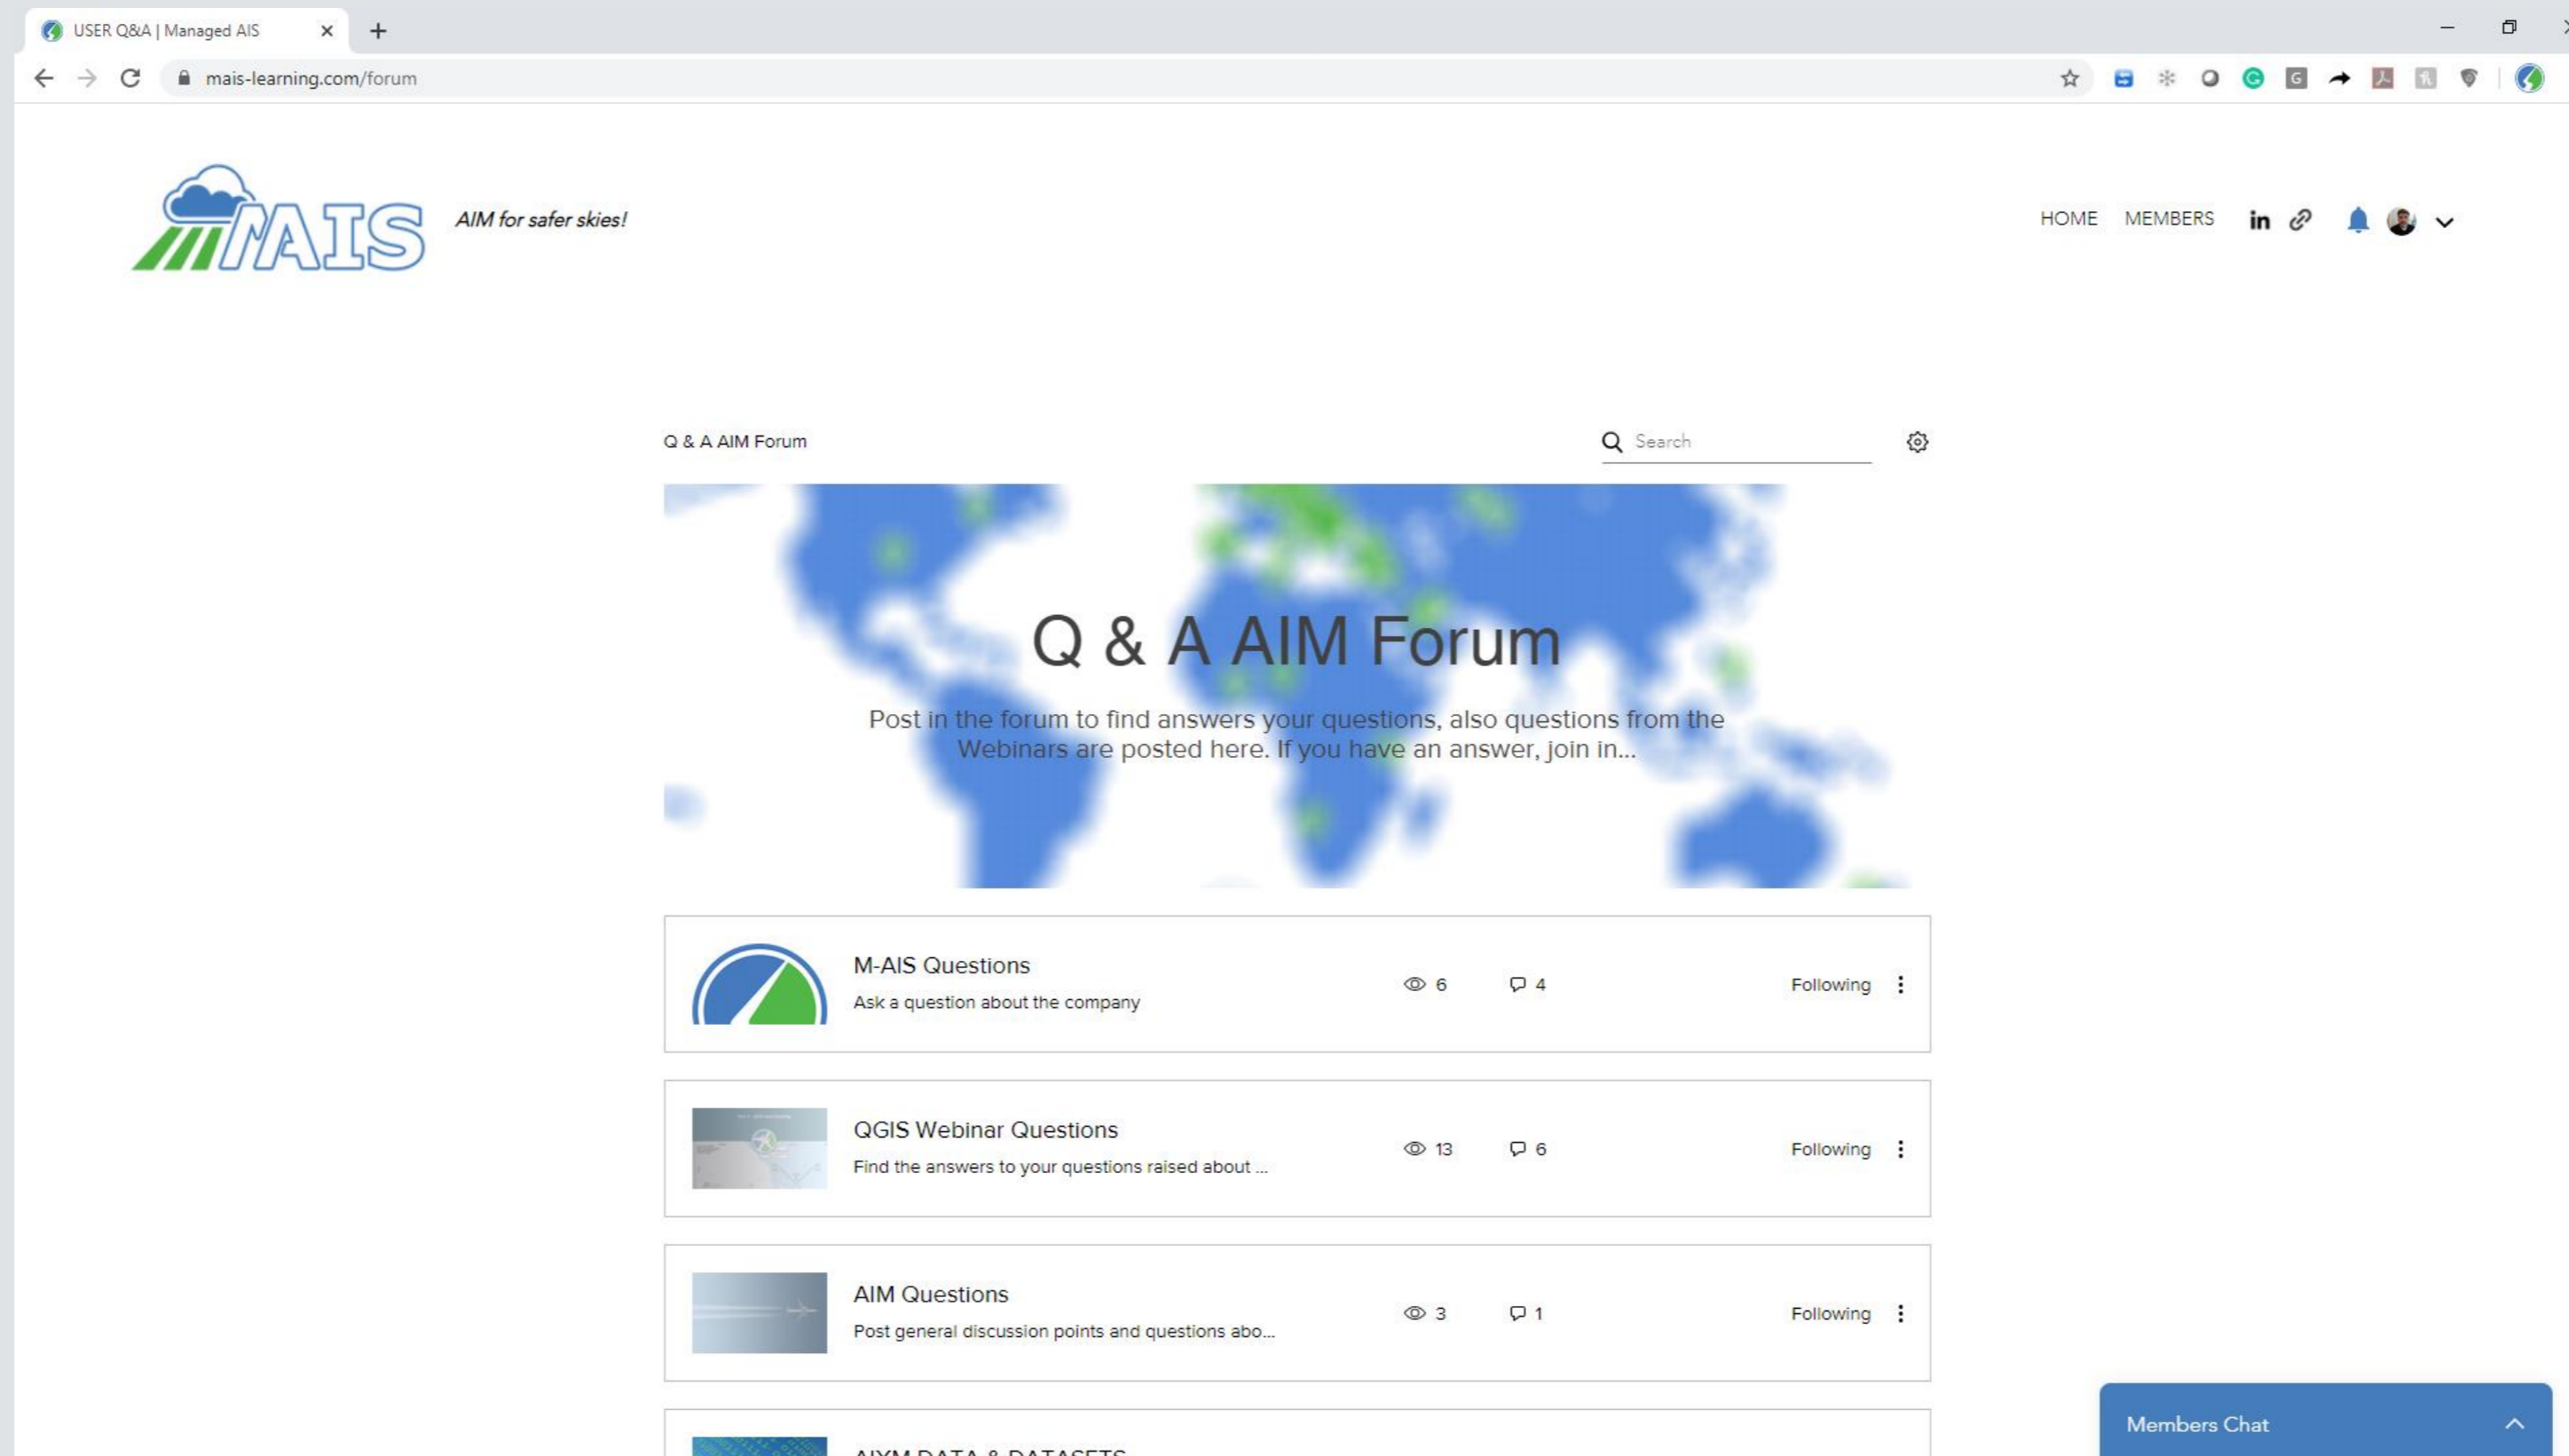 USER Q&A | Managed AIS
mais-learning.com/forum
MAIS
AIM for safer skies!
HOME MEMBERS in
Q & A AIM Forum
Search
Q & A AIM Forum
Post in the forum to find answers your questions, also questions from the
Webinars are posted here. If you have an answer, join in...
M-AIS Questions
Ask a question about the company
6 4 Following
QGIS Webinar Questions
Find the answers to your questions raised about ...
13 6 Following
AIM Questions
Post general discussion points and questions abo...
3 1 Following
AIXM DATA & DATASETS
Members Chat